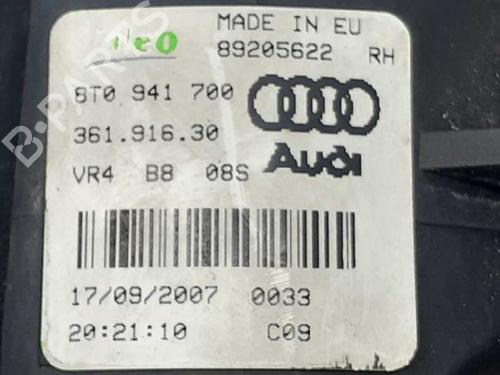 MADE IN EU
89205622 RH
8T0 941 700
361.916.30
Audi
VR4 B8 08S
17/09/2007 0033
20:21:10 C09
B-PARTS